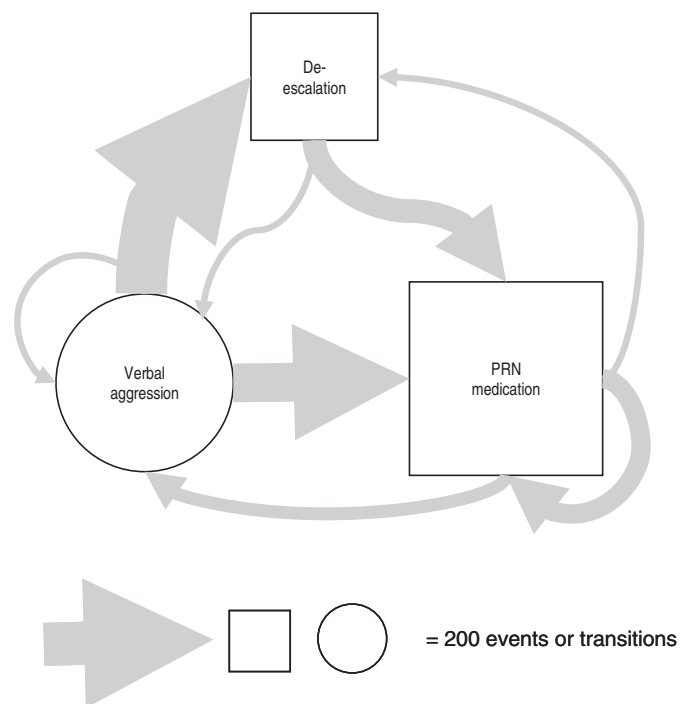 De-
escalation
Verbal
aggression
PRN
medication
= 200 events or transitions